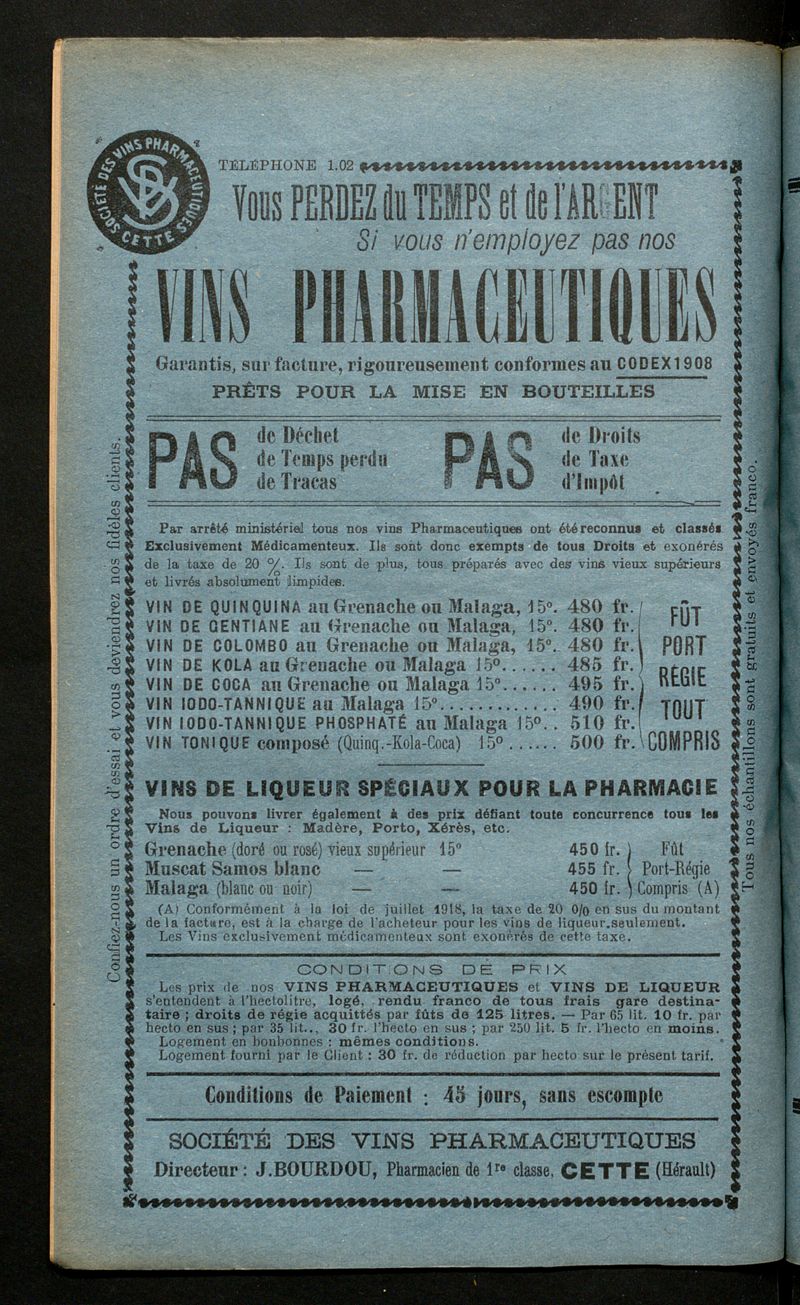 SOCIÉTÉ DES VINS PHARMACEUTIQUES
CETTE
TÉLÉPHONE 1.02
Vous PERDEZ du TEMPS et de l'ARGENT
Si vous n'employez pas nos
VINS PHARMACEUTIQUES
Garantis, sur facture, rigoureusement conformes au CODEX 1908
PRÊTS POUR LA MISE EN BOUTEILLES
PAS
de Déchet
de Temps perdu
de Tracas
PAS
de Droits
de Taxe
d'Impôt
Par arrêté ministériel tous nos vins Pharmaceutiques ont été reconnus et classés
Exclusivement Médicamenteux. Ils sont donc exempts de tous Droits et exonérés
de la taxe de 20 %. Ils sont de plus, tous préparés avec des vins vieux supérieurs
et livrés absolument limpides.
VIN DE QUINQUINA au Grenache ou Malaga, 15°. 480 fr.
VIN DE GENTIANE au Grenache ou Malaga, 15°. 480 fr.
VIN DE COLOMBO au Grenache ou Malaga, 15°. 480 fr.
VIN DE KOLA au Grenache ou Malaga 15°...... 485 fr.
VIN DE COCA au Grenache ou Malaga 15°...... 495 fr.
VIN IODO-TANNIQUE au Malaga 15°............. 490 fr.
VIN IODO-TANNIQUE PHOSPHATÉ au Malaga 15°.. 510 fr.
VIN TONIQUE composé (Quinq.-Kola-Coca) 15°...... 500 fr.
FÛT
PORT
RÉGIE
TOUT
COMPRIS
VINS DE LIQUEUR SPÉCIAUX POUR LA PHARMACIE
Nous pouvons livrer également à des prix défiant toute concurrence tous les
Vins de Liqueur : Madère, Porto, Xérès, etc.
Grenache (doré ou rosé) vieux supérieur 15° 450 fr.
Muscat Samos blanc — — 455 fr.
Malaga (blanc ou noir) — — 450 fr.
Fût
Port-Régie
Compris (A)
(A) Conformément à la loi de juillet 1918, la taxe de 20 0/0 en sus du montant
de la facture, est à la charge de l'acheteur pour les vins de liqueur.seulement.
Les Vins exclusivement médicamenteux sont exonérés de cette taxe.
CONDITIONS DE PRIX
Les prix de nos VINS PHARMACEUTIQUES et VINS DE LIQUEUR
s'entendent à l'hectolitre, logé, rendu franco de tous frais gare destina-
taire ; droits de régie acquittés par fûts de 125 litres. — Par 65 lit. 10 fr. par
hecto en sus ; par 35 lit.., 30 fr. l'hecto en sus ; par 250 lit. 5 fr. l'hecto en moins.
Logement en bonbonnes : mêmes conditions.
Logement fourni par le Client : 30 fr. de réduction par hecto sur le présent tarif.
Conditions de Paiement : 45 jours, sans escompte
SOCIÉTÉ DES VINS PHARMACEUTIQUES
Directeur : J. BOURDOU, Pharmacien de 1re classe, CETTE (Hérault)
Confiez-nous un ordre d'essai et vous deviendrez nos fidèles clients.
Tous nos échantillons sont gratuits et envoyés franco.